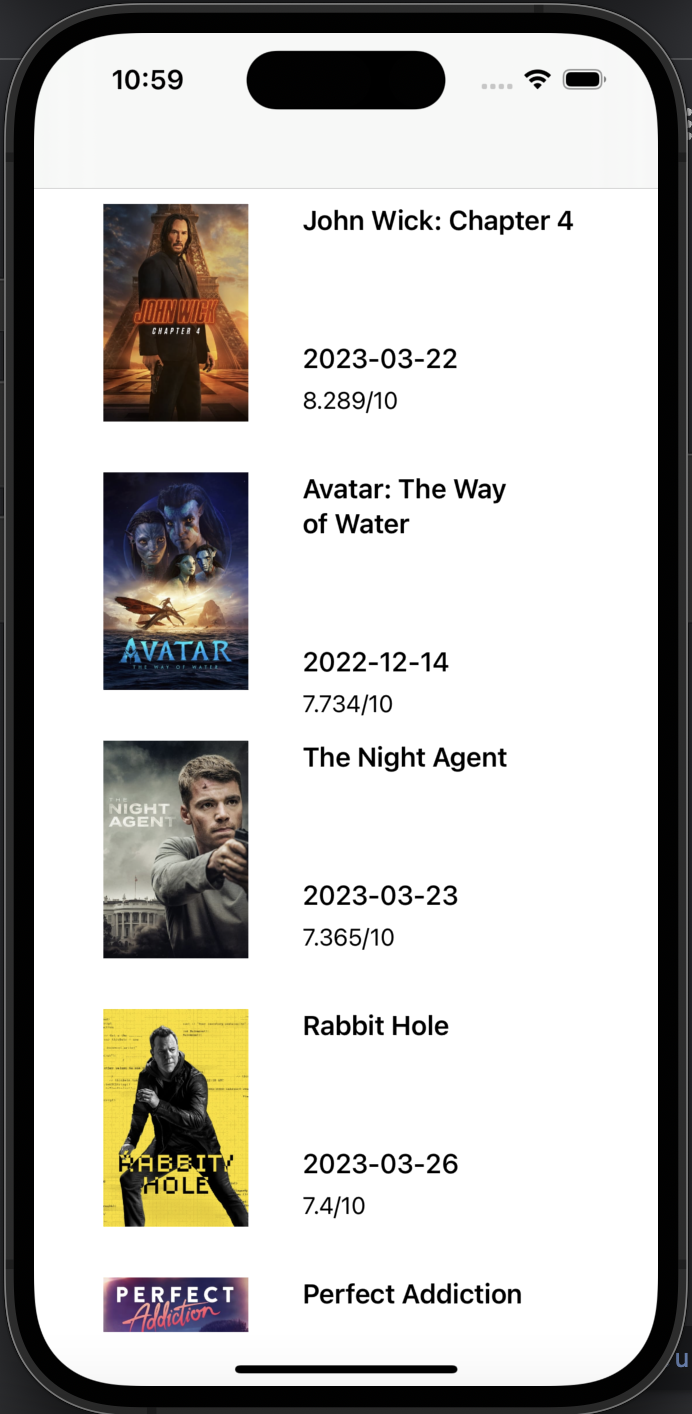 10:59
John Wick: Chapter 4
JOHN WICK
CHAPTER 4
2023-03-22
8.289/10
Avatar: The Way
of Water
AVATAR
THE WAY OF WATER
2022-12-14
7.734/10
The Night Agent
THE
NIGHT
AGENT
2023-03-23
7.365/10
Rabbit Hole
RABBIT/
HOLE
2023-03-26
7.4/10
PERFECT
Addiction
Perfect Addiction
u